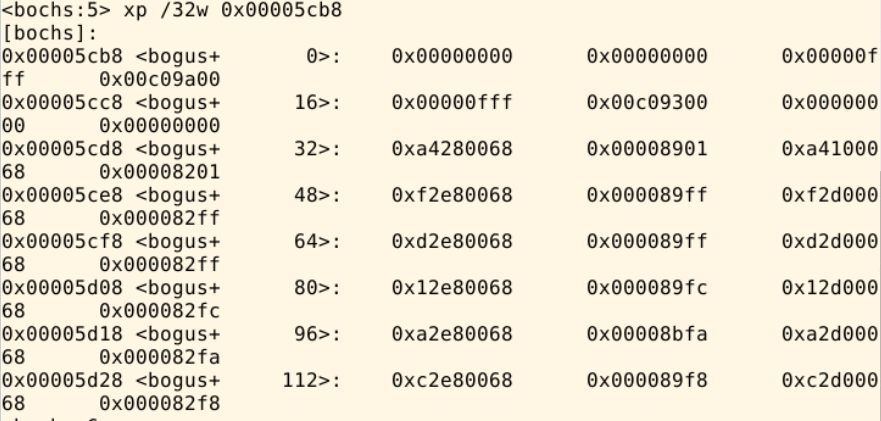 <bochs:5> xp /32w 0x00005cb8
[bochs]:
0x00005cb8 <bogus+       0>:    0x00000000      0x00000000      0x00000f
ff      0x00c09a00
0x00005cc8 <bogus+      16>:    0x00000fff      0x00c09300      0x000000
00      0x00000000
0x00005cd8 <bogus+      32>:    0xa4280068      0x00008901      0xa41000
68      0x00008201
0x00005ce8 <bogus+      48>:    0xf2e80068      0x000089ff      0xf2d000
68      0x000082ff
0x00005cf8 <bogus+      64>:    0xd2e80068      0x000089ff      0xd2d000
68      0x000082ff
0x00005d08 <bogus+      80>:    0x12e80068      0x000089fc      0x12d000
68      0x000082fc
0x00005d18 <bogus+      96>:    0xa2e80068      0x00008bfa      0xa2d000
68      0x000082fa
0x00005d28 <bogus+     112>:    0xc2e80068      0x000089f8      0xc2d000
68      0x000082f8